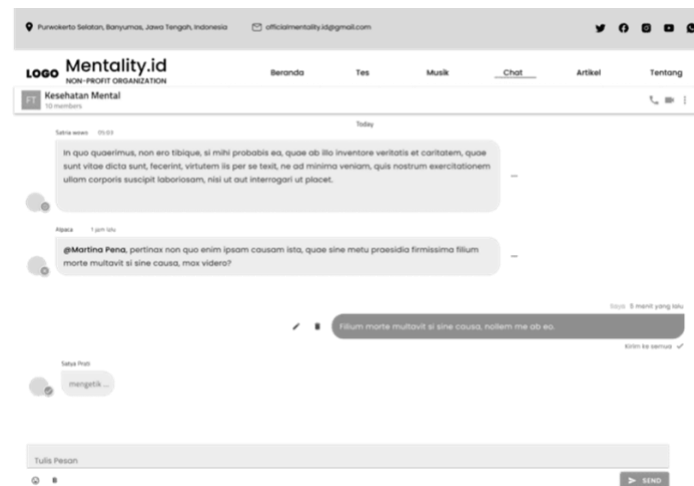 Purwokerto Selatan, Banyumas, Jawa Tengah, Indonesia officialmentality.id@gmail.com
LOGO Mentality.id
NON-PROFIT ORGANIZATION
Beranda Tes Musik Chat Artikel Tentang
FT Kesehatan Mental
10 members
Today
Satria wowo 05:03
In quo quaerimus, non ero tibique, si mihi probabis ea, quae ab illo inventore veritatis et caritatem, quae
sunt vitae dicta sunt, fecerint, virtutem iis per se texit, ne ad minima veniam, quis nostrum exercitationem
ullam corporis suscipit laboriosam, nisi ut aut interrogari ut placet.
Alpaca 1 jam lalu
@Martina Pena, pertinax non quo enim ipsam causam ista, quae sine metu praesidia firmissima filium
morte multavit si sine causa, mox videro?
Saya, 5 menit yang lalu
Filium morte multavit si sine causa, nollem me ab eo.
Kirim ke semua
Satya Prati
mengetik ...
Tulis Pesan
SEND